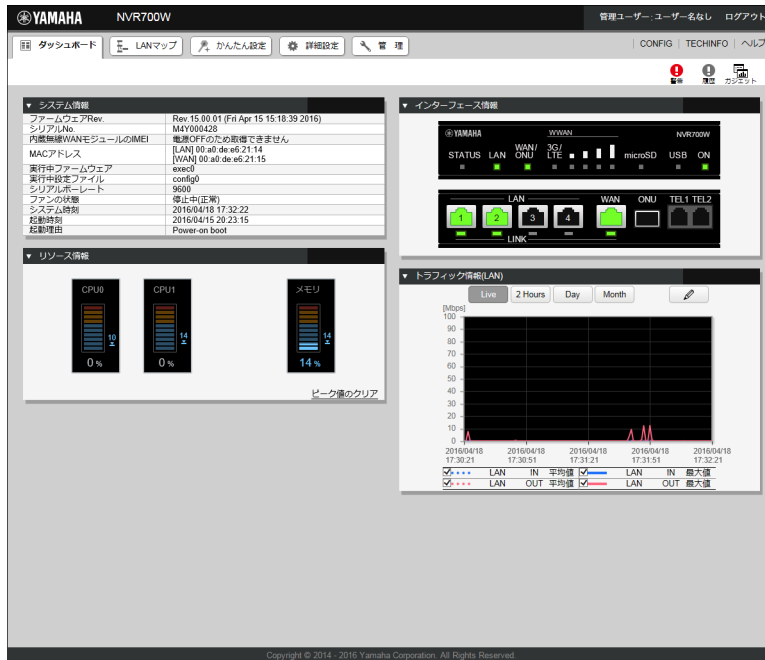 YAMAHA NVR700W 管理ユーザー: ユーザー名なし ログアウト
ダッシュボード LANマップ かんたん設定 詳細設定 管 理 CONFIG TECHINFO ヘルプ
警告 履歴 ガジェット
システム情報
ファームウェアRev. Rev.15.00.01 (Fri Apr 15 15:18:39 2016)
シリアルNo. M4Y000428
内蔵無線WANモジュールのIMEI 電源OFFのため取得できません
MACアドレス [LAN] 00:a0:de:e6:21:14
[WAN] 00:a0:de:e6:21:15
実行中ファームウェア exec0
実行中設定ファイル config0
シリアルボーレート 9600
ファンの状態 停止中(正常)
システム時刻 2016/04/18 17:32:22
起動時刻 2016/04/15 20:23:15
起動理由 Power-on boot
リソース情報
CPU0 CPU1 メモリ
10 14 14
0 % 0 % 14 %
ピーク値のクリア
インターフェース情報
YAMAHA WWAN NVR700W
STATUS LAN WAN/ONU 3G/LTE microSD USB ON
LAN WAN ONU TEL1 TEL2
1 2 3 4
LINK
トラフィック情報(LAN)
Live 2 Hours Day Month
[Mbps]
100
90
80
70
60
50
40
30
20
10
0
2016/04/18 2016/04/18 2016/04/18 2016/04/18 2016/04/18
17:30:21 17:30:51 17:31:21 17:31:51 17:32:21
LAN IN 平均値 LAN IN 最大値
LAN OUT 平均値 LAN OUT 最大値
Copyright © 2014 - 2016 Yamaha Corporation. All Rights Reserved.